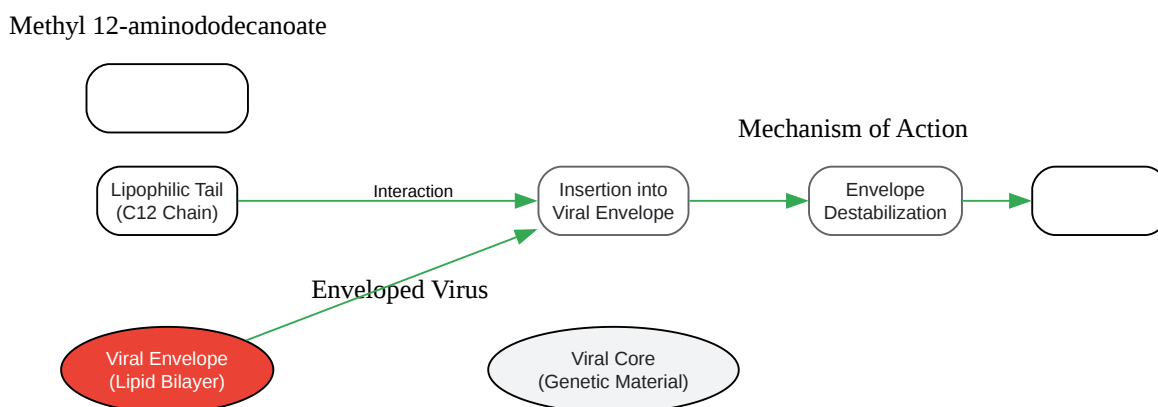 Methyl 12-aminododecanoate
Mechanism of Action
Lipophilic Tail
(C12 Chain)
Interaction
Insertion into
Viral Envelope
Envelope
Destabilization
Enveloped Virus
Viral Envelope
(Lipid Bilayer)
Viral Core
(Genetic Material)